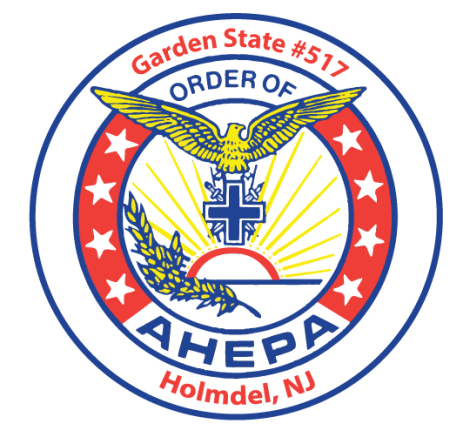 Garden State #517
ORDER OF
AHEPA
Holmdel, NJ